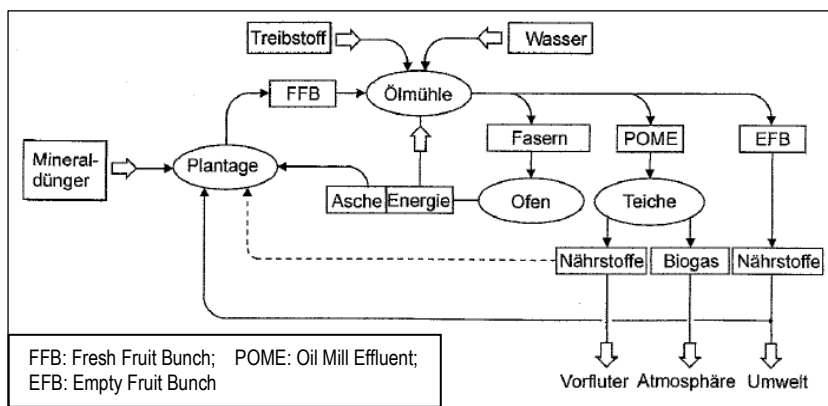 Treibstoff
Wasser
FFB
Ölmühle
Fasern
POME
EFB
Mineral-
dünger
Plantage
Asche
Energie
Ofen
Teiche
Nährstoffe
Biogas
Nährstoffe
FFB: Fresh Fruit Bunch; POME: Oil Mill Effluent;
EFB: Empty Fruit Bunch
Vorfluter
Atmosphäre
Umwelt